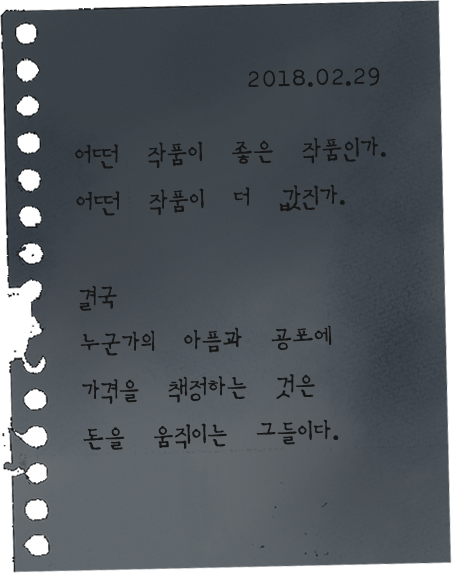 2018.02.29
어떤 작품이 좋은 작품인가.
어떤 작품이 더 값진가.
결국
누군가의 아픔과 공포에
가격을 책정하는 것은
돈을 움직이는 그들이다.